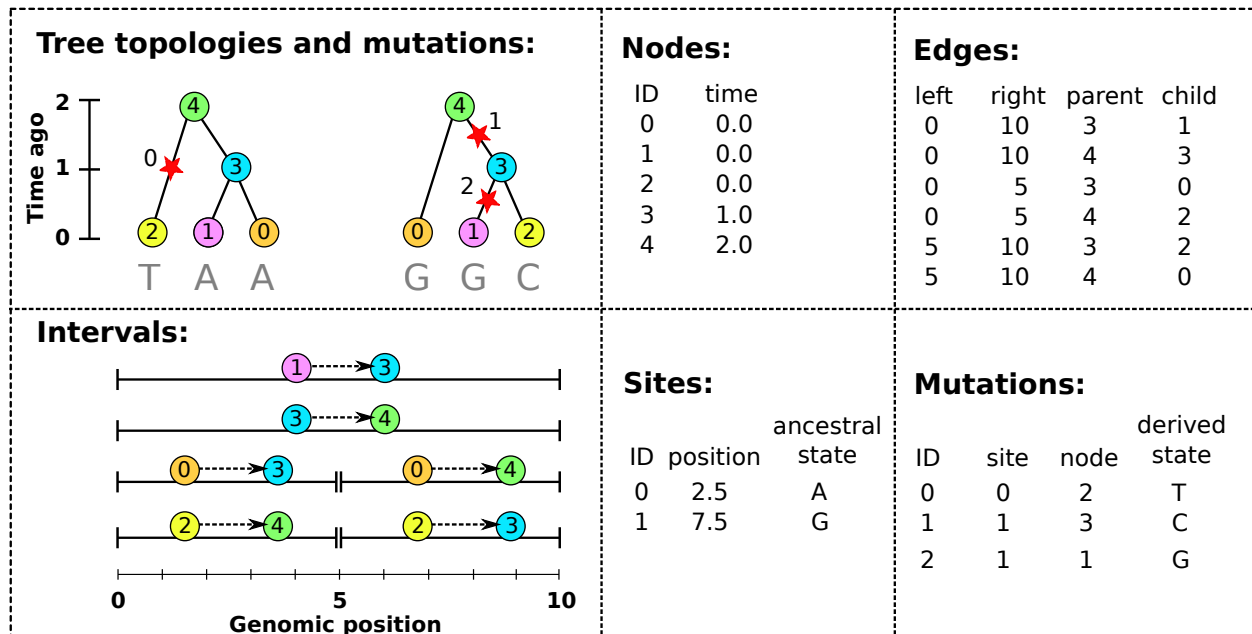 Tree topologies and mutations:
Time ago
2
1
0
4
0
3
2
1
0
T A A
4
1
3
2
0
1
2
G G C
Nodes:
ID time
0 0.0
1 0.0
2 0.0
3 1.0
4 2.0
Edges:
left right parent child
0 10 3 1
0 10 4 3
0 5 3 0
0 5 4 2
5 10 3 2
5 10 4 0
Intervals:
1 3
3 4
0 3 0 4
2 4 2 3
0 5 10
Genomic position
Sites:
ancestral
ID position state
0 2.5 A
1 7.5 G
Mutations:
derived
ID site node state
0 0 2 T
1 1 3 C
2 1 1 G